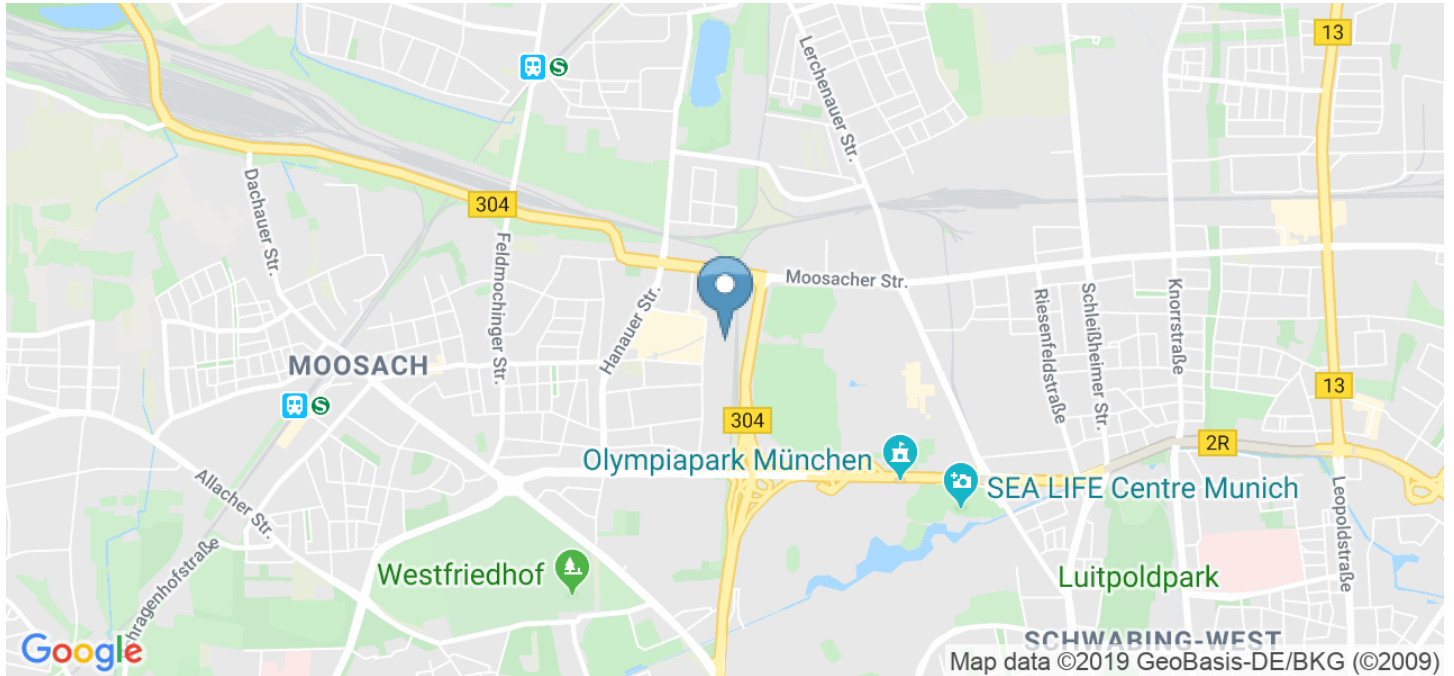 13
Lerchenauer Str.
Dachauer Str.
304
Feldmochinger Str.
Moosacher Str.
Hanauer Str.
Riesenfeldstraße
Schleißheimer Str.
Knorrstraße
MOOSACH
13
304
2R
Olympiapark München
SEA LIFE Centre Munich
Allacher Str.
Leopoldstraße
hragenhofstraße
Westfriedhof
Luitpoldpark
SCHWABING-WEST
Google
Map data ©2019 GeoBasis-DE/BKG (©2009)